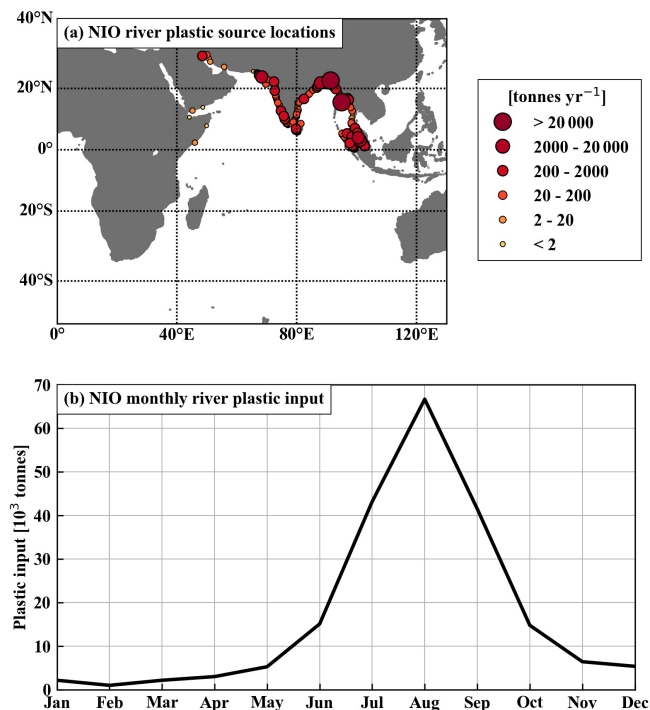 (a) NIO river plastic source locations
40°N
20°N
0°
20°S
40°S
0° 40°E 80°E 120°E
[tonnes yr⁻¹]
> 20 000
2000 - 20 000
200 - 2000
20 - 200
2 - 20
< 2
(b) NIO monthly river plastic input
Plastic input [10³ tonnes]
70
60
50
40
30
20
10
0
Jan Feb Mar Apr May Jun Jul Aug Sep Oct Nov Dec